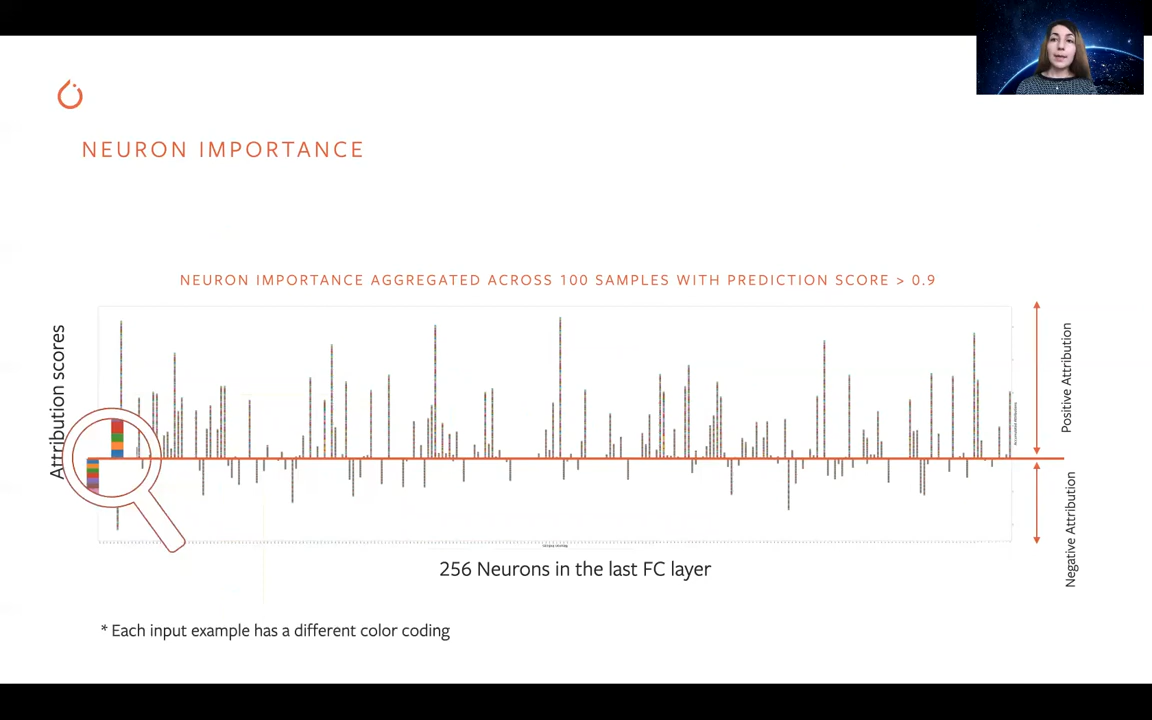 NEURON IMPORTANCE
NEURON IMPORTANCE AGGREGATED ACROSS 100 SAMPLES WITH PREDICTION SCORE > 0.9
Attribution scores
Positive Attribution
Negative Attribution
256 Neurons in the last FC layer
* Each input example has a different color coding